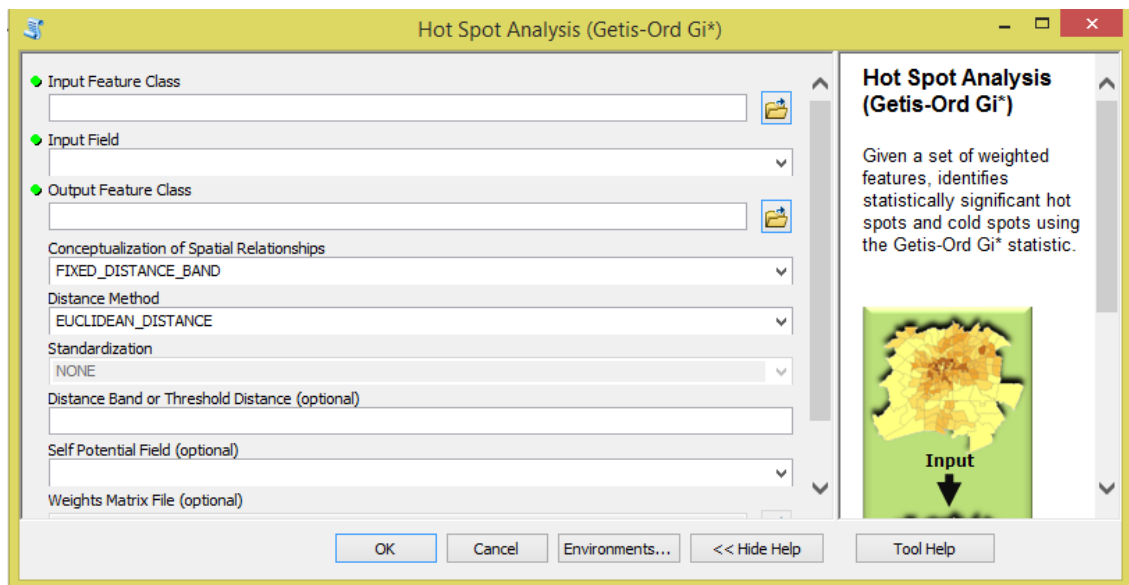 Hot Spot Analysis (Getis-Ord Gi*)
Input Feature Class
Input Field
Output Feature Class
Conceptualization of Spatial Relationships
FIXED_DISTANCE_BAND
Distance Method
EUCLIDEAN_DISTANCE
Standardization
NONE
Distance Band or Threshold Distance (optional)
Self Potential Field (optional)
Weights Matrix File (optional)
Hot Spot Analysis
(Getis-Ord Gi*)
Given a set of weighted
features, identifies
statistically significant hot
spots and cold spots using
the Getis-Ord Gi* statistic.
Input
OK
Cancel
Environments...
<< Hide Help
Tool Help